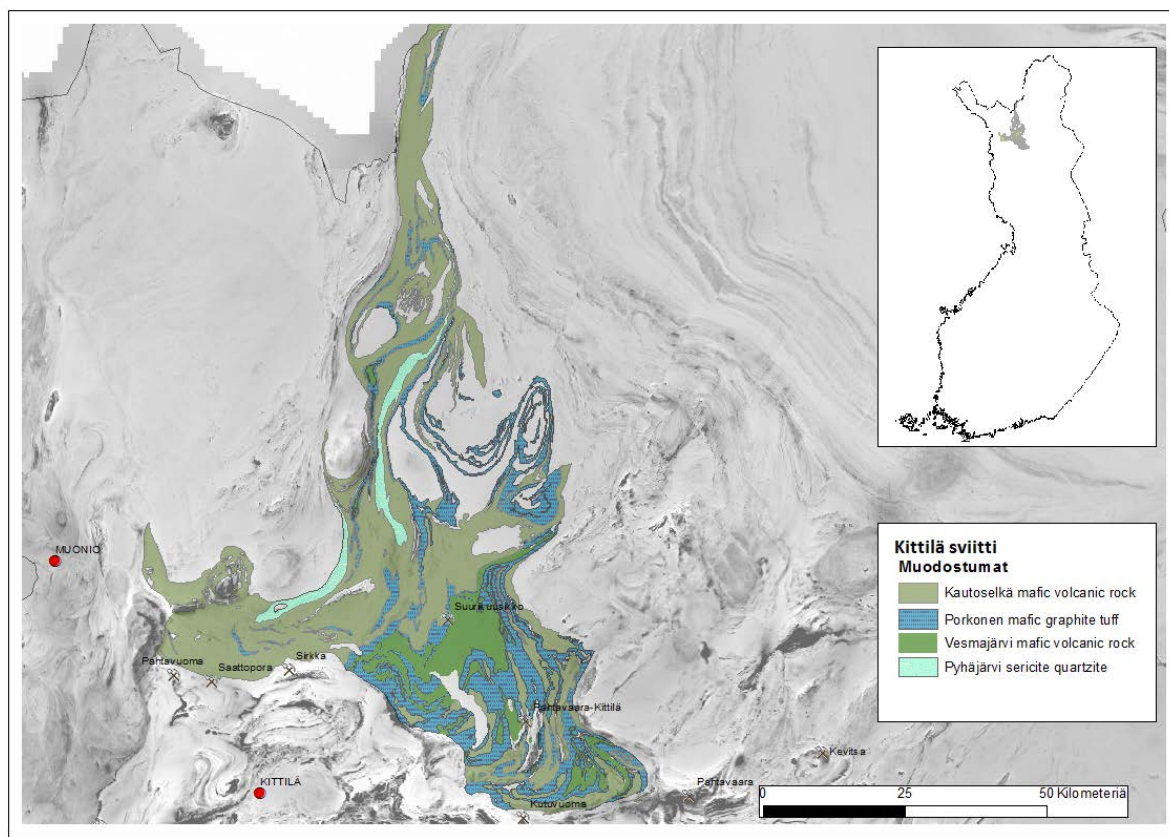 MUONIO
Suurikuusikko
Pahtavuoma
Saattopora
Sirkka
Pahtavaara-Kittilä
Kevitsa
KITTILÄ
Pahtavaara
Kutuvuoma
Kittilä sviitti
Muodostumat
Kautoselkä mafic volcanic rock
Porkonen mafic graphite tuff
Vesmajärvi mafic volcanic rock
Pyhäjärvi sericite quartzite
0 25 50 Kilometeriä